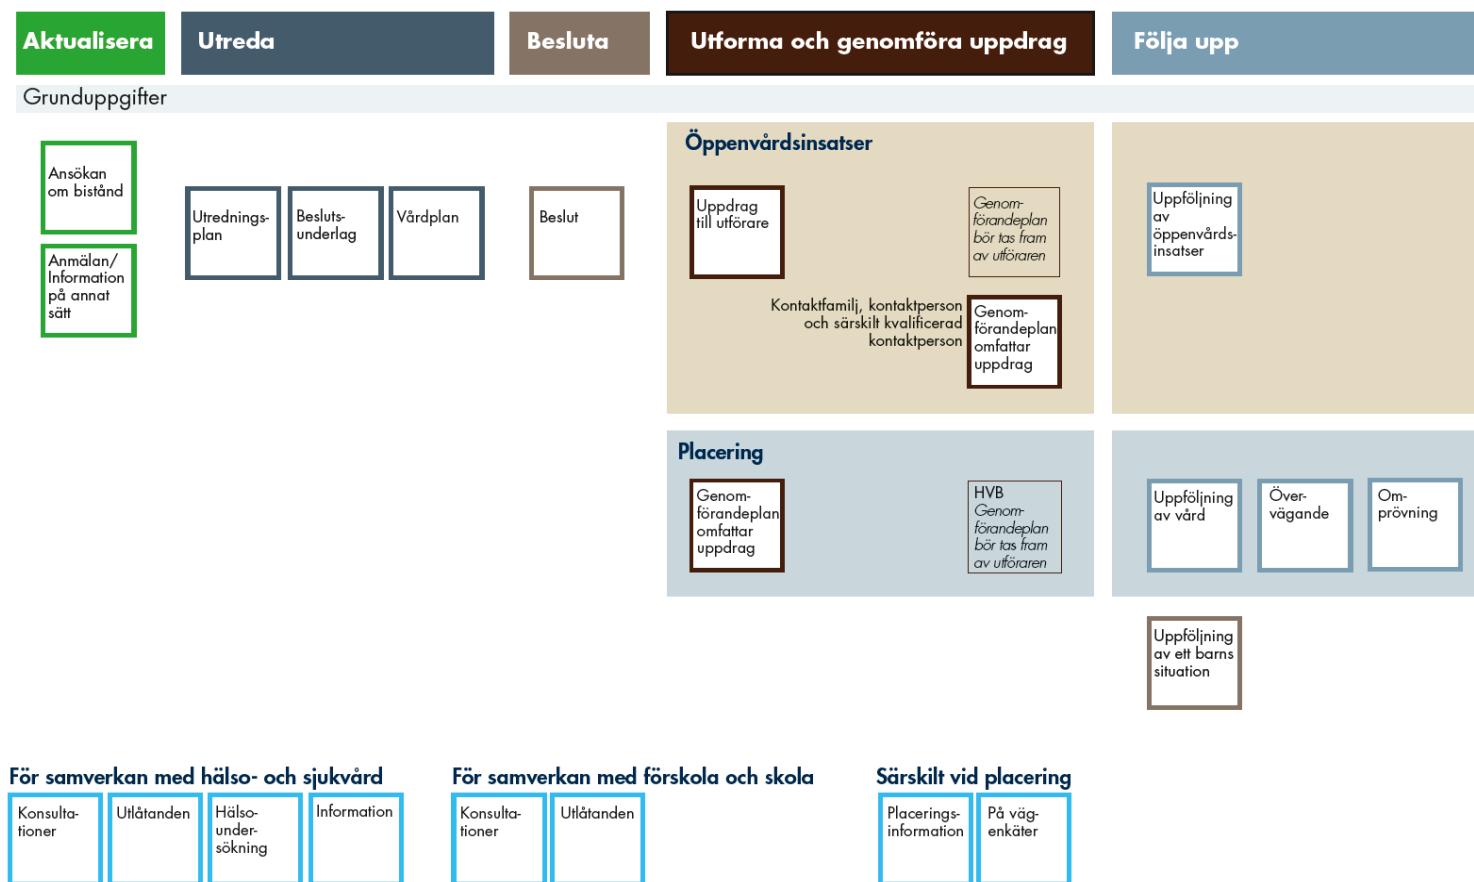 Aktualisera
Utreda
Besluta
Utforma och genomföra uppdrag
Följa upp
Grunduppgifter
Ansökan
om bistånd
Anmälan/
Information
på annat
sätt
Utrednings-
plan
Besluts-
underlag
Vårdplan
Beslut
Öppenvårdsinsatser
Uppdrag
till utförare
Genom-
förandeplan
bör tas fram
av utföraren
Kontaktfamilj, kontaktperson
och särskilt kvalificerad
kontaktperson
Genom-
förandeplan
omfattar
uppdrag
Uppföljning
av
öppenvårds-
insatser
Placering
Genom-
förandeplan
omfattar
uppdrag
HVB
Genom-
förandeplan
bör tas fram
av utföraren
Uppföljning
av vård
Över-
vägande
Om-
prövning
Uppföljning
av ett barns
situation
För samverkan med hälso- och sjukvård
Konsulta-
tioner
Utlåtanden
Hälso-
under-
sökning
Information
För samverkan med förskola och skola
Konsulta-
tioner
Utlåtanden
Särskilt vid placering
Placerings-
information
På väg-
enkäter